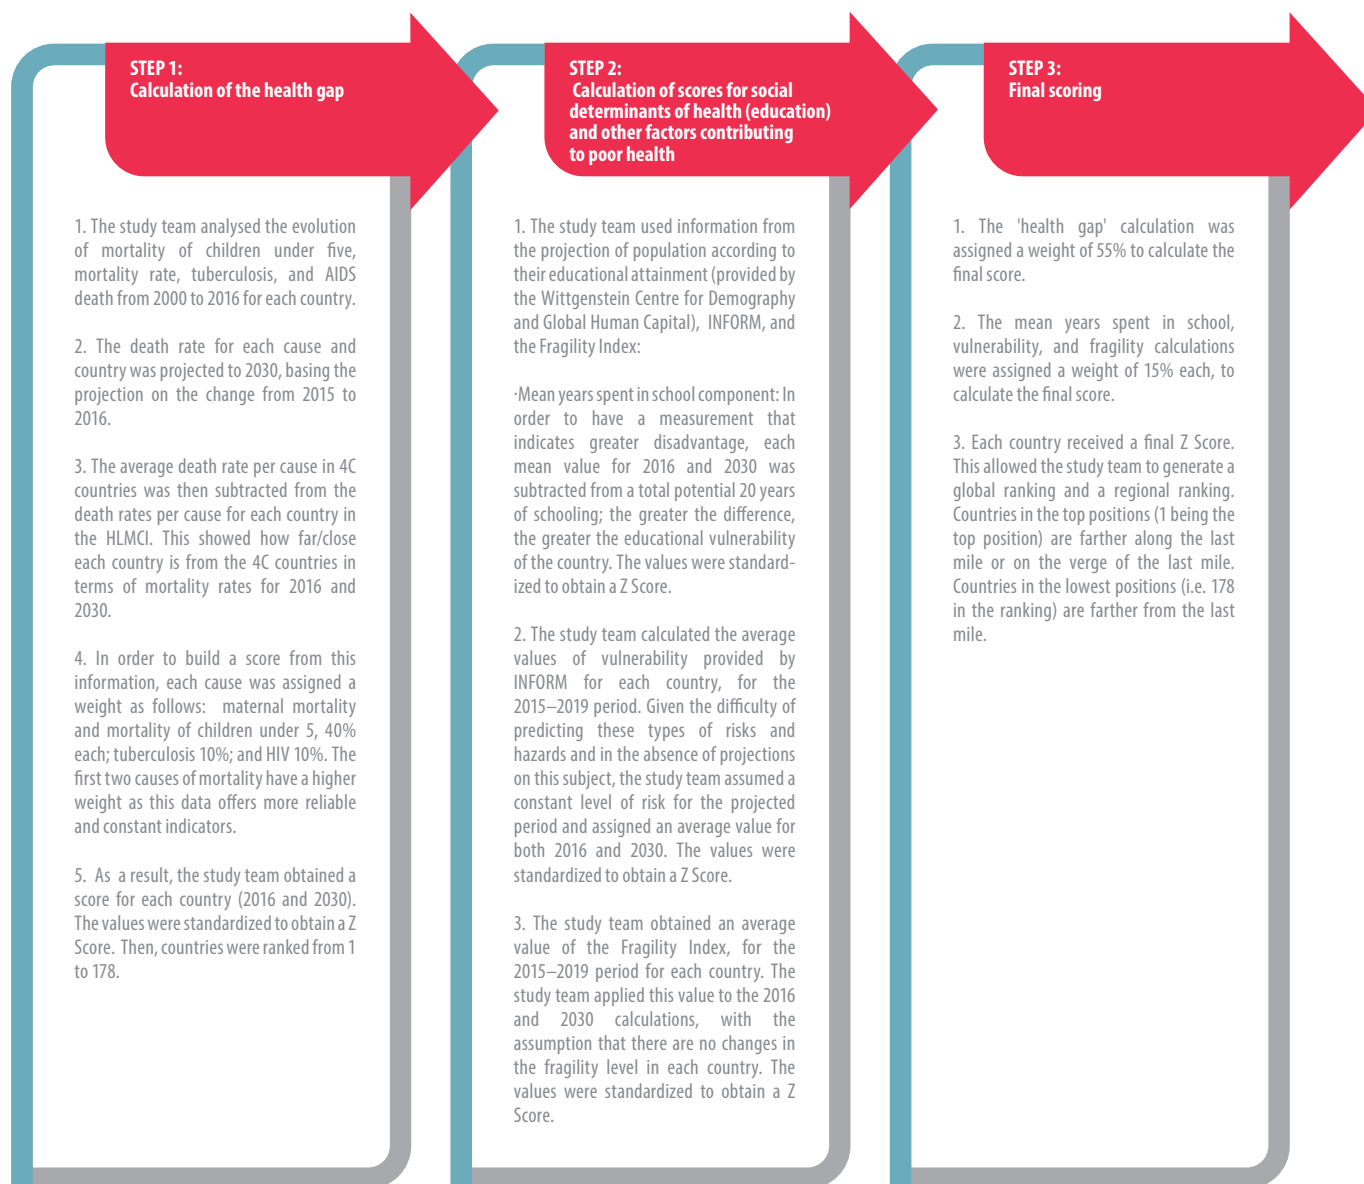 STEP 1:
Calculation of the health gap
1. The study team analysed the evolution
of mortality of children under five,
mortality rate, tuberculosis, and AIDS
death from 2000 to 2016 for each country.
2. The death rate for each cause and
country was projected to 2030, basing the
projection on the change from 2015 to
2016.
3. The average death rate per cause in 4C
countries was then subtracted from the
death rates per cause for each country in
the HLMCI. This showed how far/close
each country is from the 4C countries in
terms of mortality rates for 2016 and
2030.
4. In order to build a score from this
information, each cause was assigned a
weight as follows: maternal mortality
and mortality of children under 5, 40%
each; tuberculosis 10%; and HIV 10%. The
first two causes of mortality have a higher
weight as this data offers more reliable
and constant indicators.
5. As a result, the study team obtained a
score for each country (2016 and 2030).
The values were standardized to obtain a Z
Score. Then, countries were ranked from 1
to 178.
STEP 2:
Calculation of scores for social
determinants of health (education)
and other factors contributing
to poor health
1. The study team used information from
the projection of population according to
their educational attainment (provided by
the Wittgenstein Centre for Demography
and Global Human Capital), INFORM, and
the Fragility Index:
·Mean years spent in school component: In
order to have a measurement that
indicates greater disadvantage, each
mean value for 2016 and 2030 was
subtracted from a total potential 20 years
of schooling; the greater the difference,
the greater the educational vulnerability
of the country. The values were standard-
ized to obtain a Z Score.
2. The study team calculated the average
values of vulnerability provided by
INFORM for each country, for the
2015–2019 period. Given the difficulty of
predicting these types of risks and
hazards and in the absence of projections
on this subject, the study team assumed a
constant level of risk for the projected
period and assigned an average value for
both 2016 and 2030. The values were
standardized to obtain a Z Score.
3. The study team obtained an average
value of the Fragility Index, for the
2015–2019 period for each country. The
study team applied this value to the 2016
and 2030 calculations, with the
assumption that there are no changes in
the fragility level in each country. The
values were standardized to obtain a Z
Score.
STEP 3:
Final scoring
1. The 'health gap' calculation was
assigned a weight of 55% to calculate the
final score.
2. The mean years spent in school,
vulnerability, and fragility calculations
were assigned a weight of 15% each, to
calculate the final score.
3. Each country received a final Z Score.
This allowed the study team to generate a
global ranking and a regional ranking.
Countries in the top positions (1 being the
top position) are farther along the last
mile or on the verge of the last mile.
Countries in the lowest positions (i.e. 178
in the ranking) are farther from the last
mile.